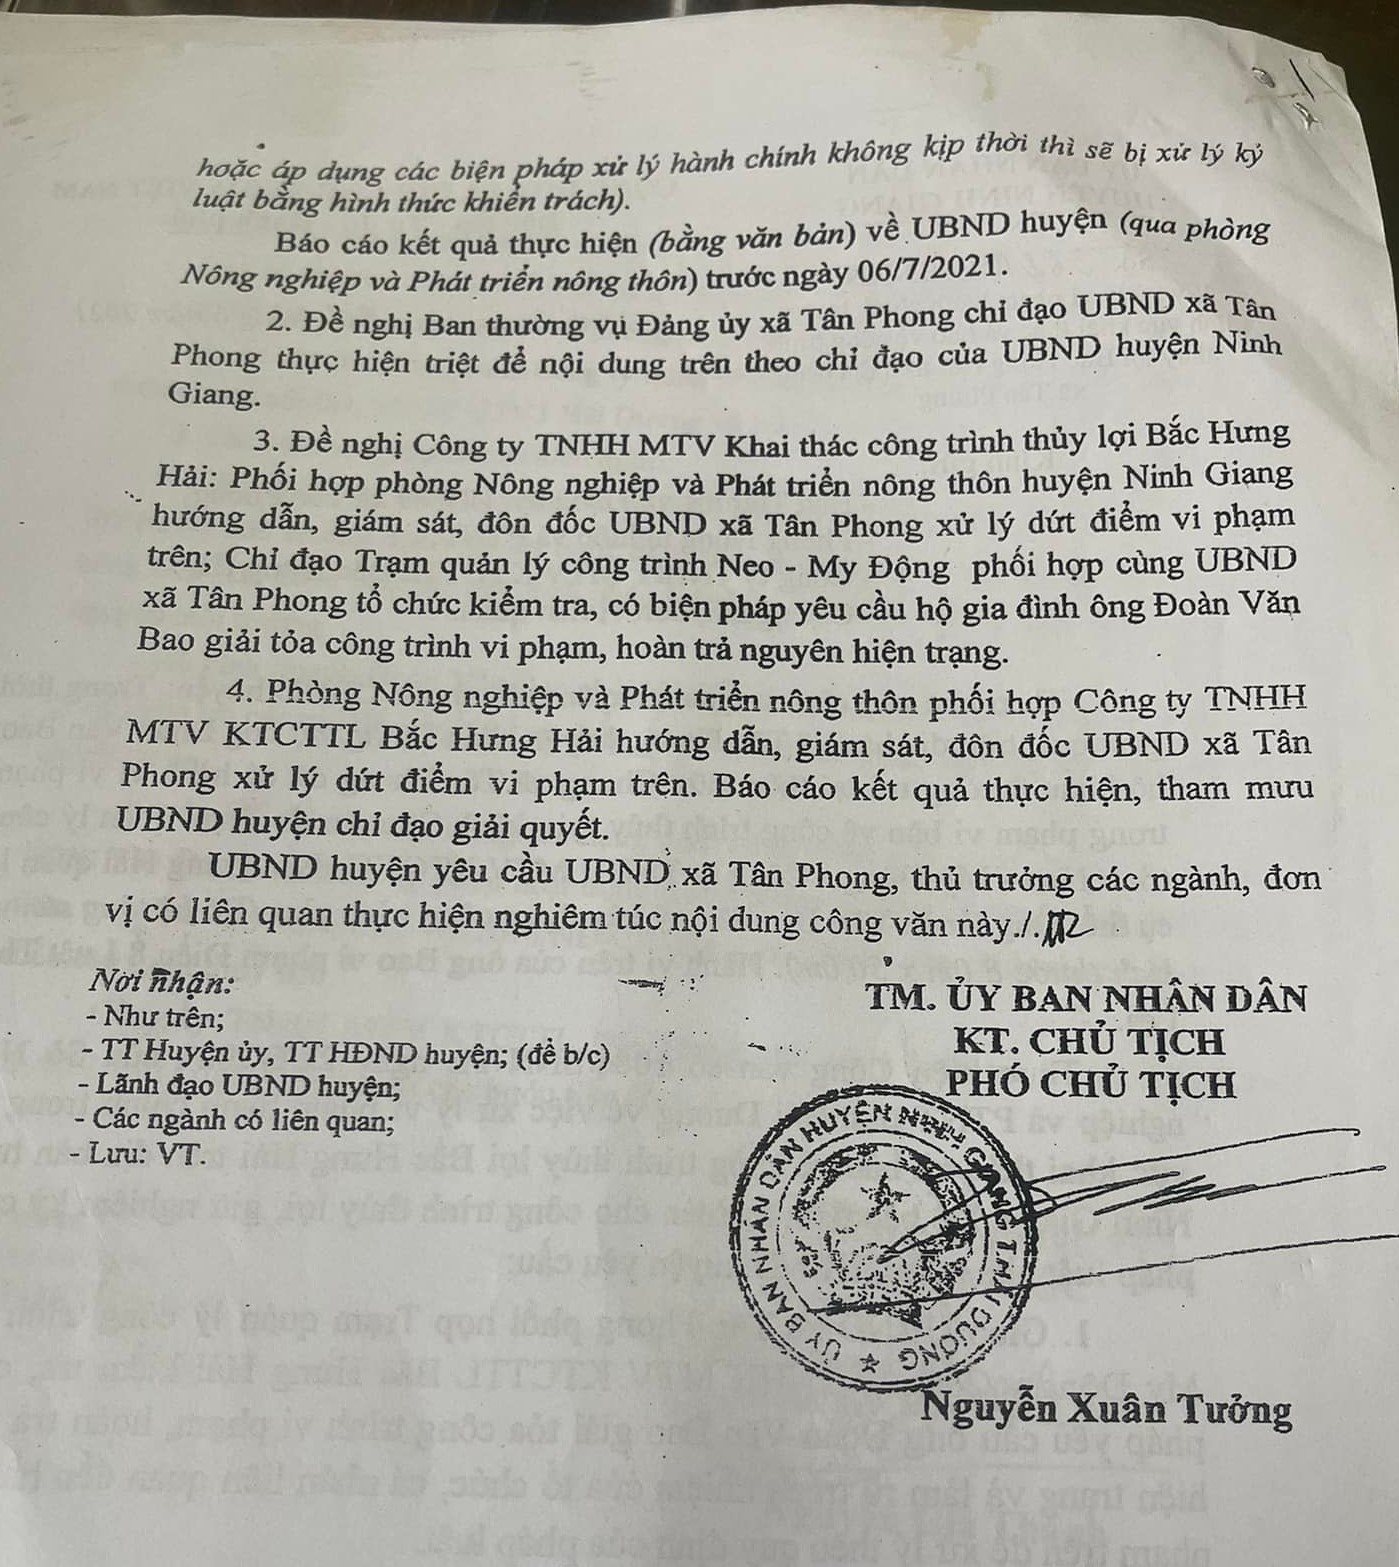 hoặc áp dụng các biện pháp xử lý hành chính không kịp thời thì sẽ bị xử lý kỷ
luật bằng hình thức khiển trách).
Báo cáo kết quả thực hiện (bằng văn bản) về UBND huyện (qua phòng
Nông nghiệp và Phát triển nông thôn) trước ngày 06/7/2021.
2. Đề nghị Ban thường vụ Đảng ủy xã Tân Phong chỉ đạo UBND xã Tân
Phong thực hiện triệt để nội dung trên theo chỉ đạo của UBND huyện Ninh
Giang.
3. Đề nghị Công ty TNHH MTV Khai thác công trình thủy lợi Bắc Hưng
Hải: Phối hợp phòng Nông nghiệp và Phát triển nông thôn huyện Ninh Giang
hướng dẫn, giám sát, đôn đốc UBND xã Tân Phong xử lý dứt điểm vi phạm
trên; Chỉ đạo Trạm quản lý công trình Neo - My Động phối hợp cùng UBND
xã Tân Phong tổ chức kiểm tra, có biện pháp yêu cầu hộ gia đình ông Đoàn Văn
Bao giải tỏa công trình vi phạm, hoàn trả nguyên hiện trạng.
4. Phòng Nông nghiệp và Phát triển nông thôn phối hợp Công ty TNHH
MTV KTCTTL Bắc Hưng Hải hướng dẫn, giám sát, đôn đốc UBND xã Tân
Phong xử lý dứt điểm vi phạm trên. Báo cáo kết quả thực hiện, tham mưu
UBND huyện chỉ đạo giải quyết.
UBND huyện yêu cầu UBND xã Tân Phong, thủ trưởng các ngành, đơn
vị có liên quan thực hiện nghiêm túc nội dung công văn này./.
Nơi nhận:
- Như trên;
- TT Huyện ủy, TT HĐND huyện; (để b/c)
- Lãnh đạo UBND huyện;
- Các ngành có liên quan;
- Lưu: VT.
TM. ỦY BAN NHÂN DÂN
KT. CHỦ TỊCH
PHÓ CHỦ TỊCH
ỦY BAN NHÂN DÂN HUYỆN NINH GIANG T.HẢI DƯƠNG
Nguyễn Xuân Tưởng